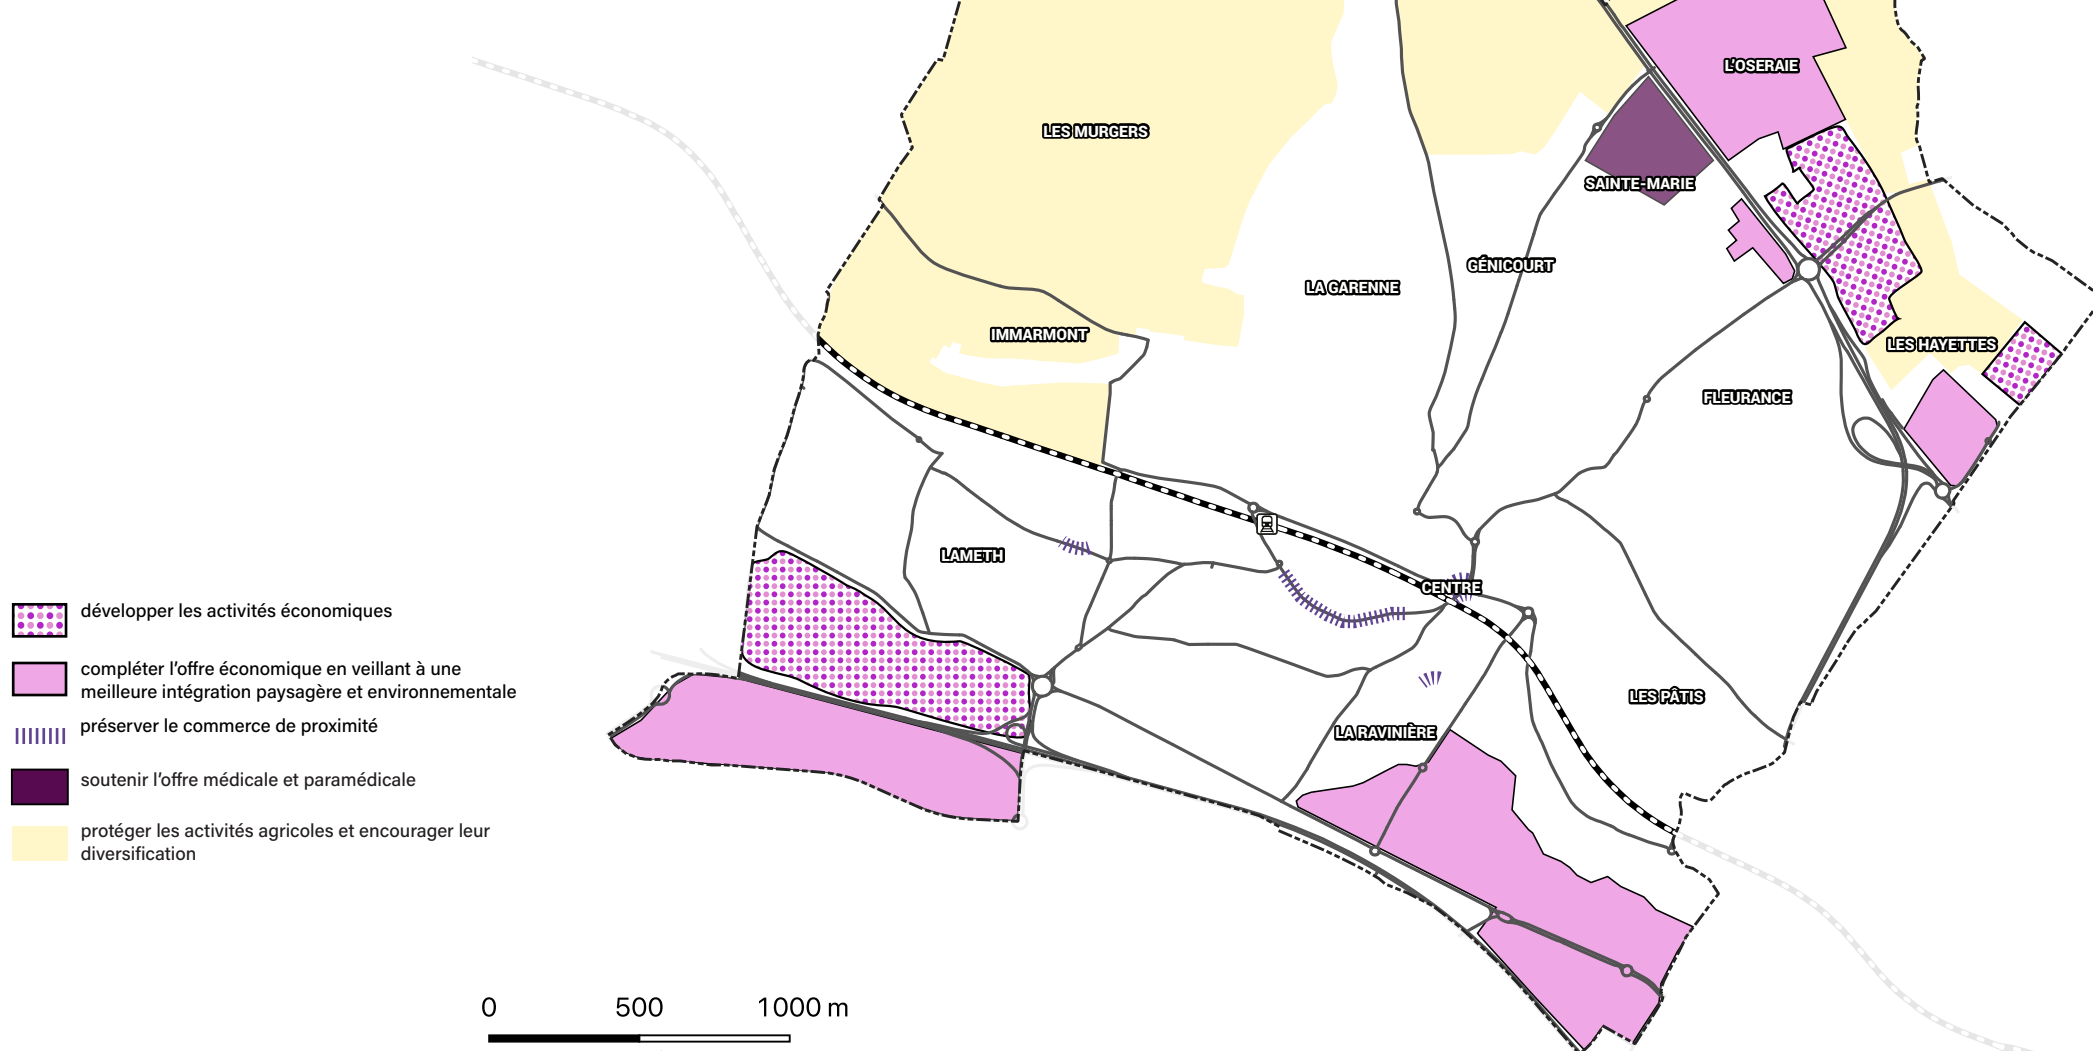 L'OSERAIE
LES MURGERS
SAINTE-MARIE
GÉNICOURT
LA GARENNE
IMMARMONT
LES HAYETTES
FLEURANCE
LAMETH
CENTRE
LES PÂTIS
LA RAVINIÈRE
développer les activités économiques
compléter l'offre économique en veillant à une
meilleure intégration paysagère et environnementale
préserver le commerce de proximité
soutenir l'offre médicale et paramédicale
protéger les activités agricoles et encourager leur
diversification
0 500 1000 m